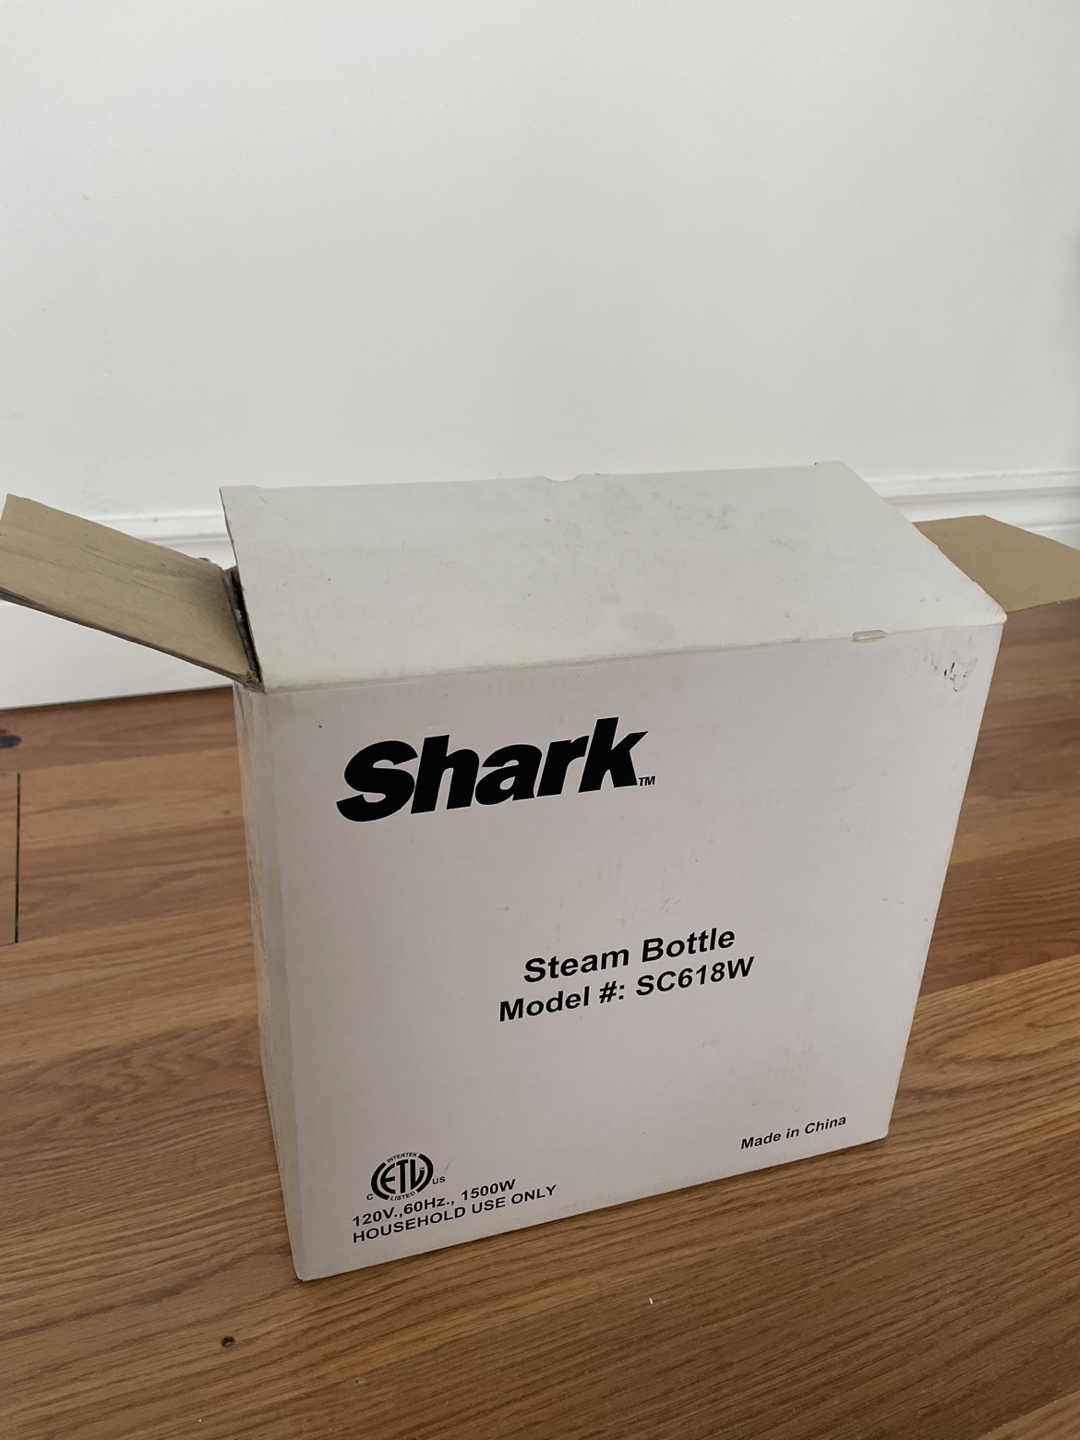 Shark™
Steam Bottle
Model #: SC618W
Made in China
INTERTEK
ETL
C US
LISTED
120V.,60Hz., 1500W
HOUSEHOLD USE ONLY